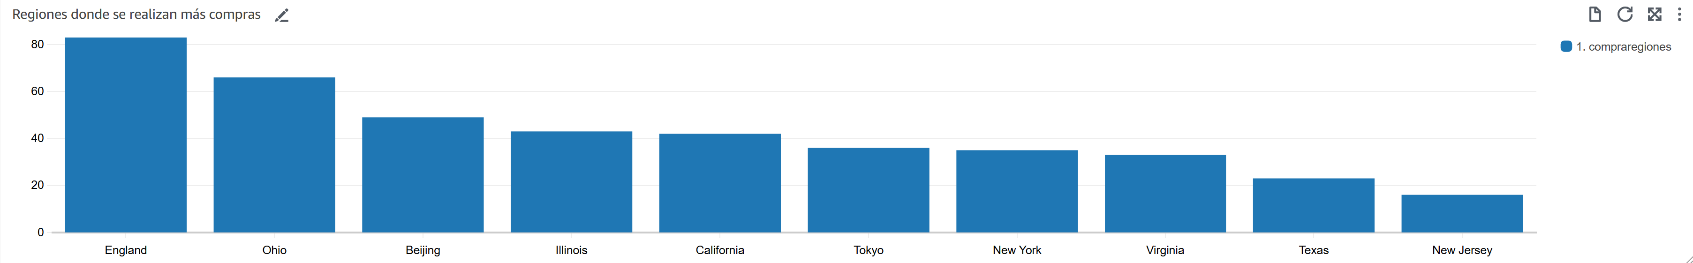 Regiones donde se realizan más compras
80
60
40
20
0
England Ohio Beijing Illinois California Tokyo New York Virginia Texas New Jersey
1. compraregiones